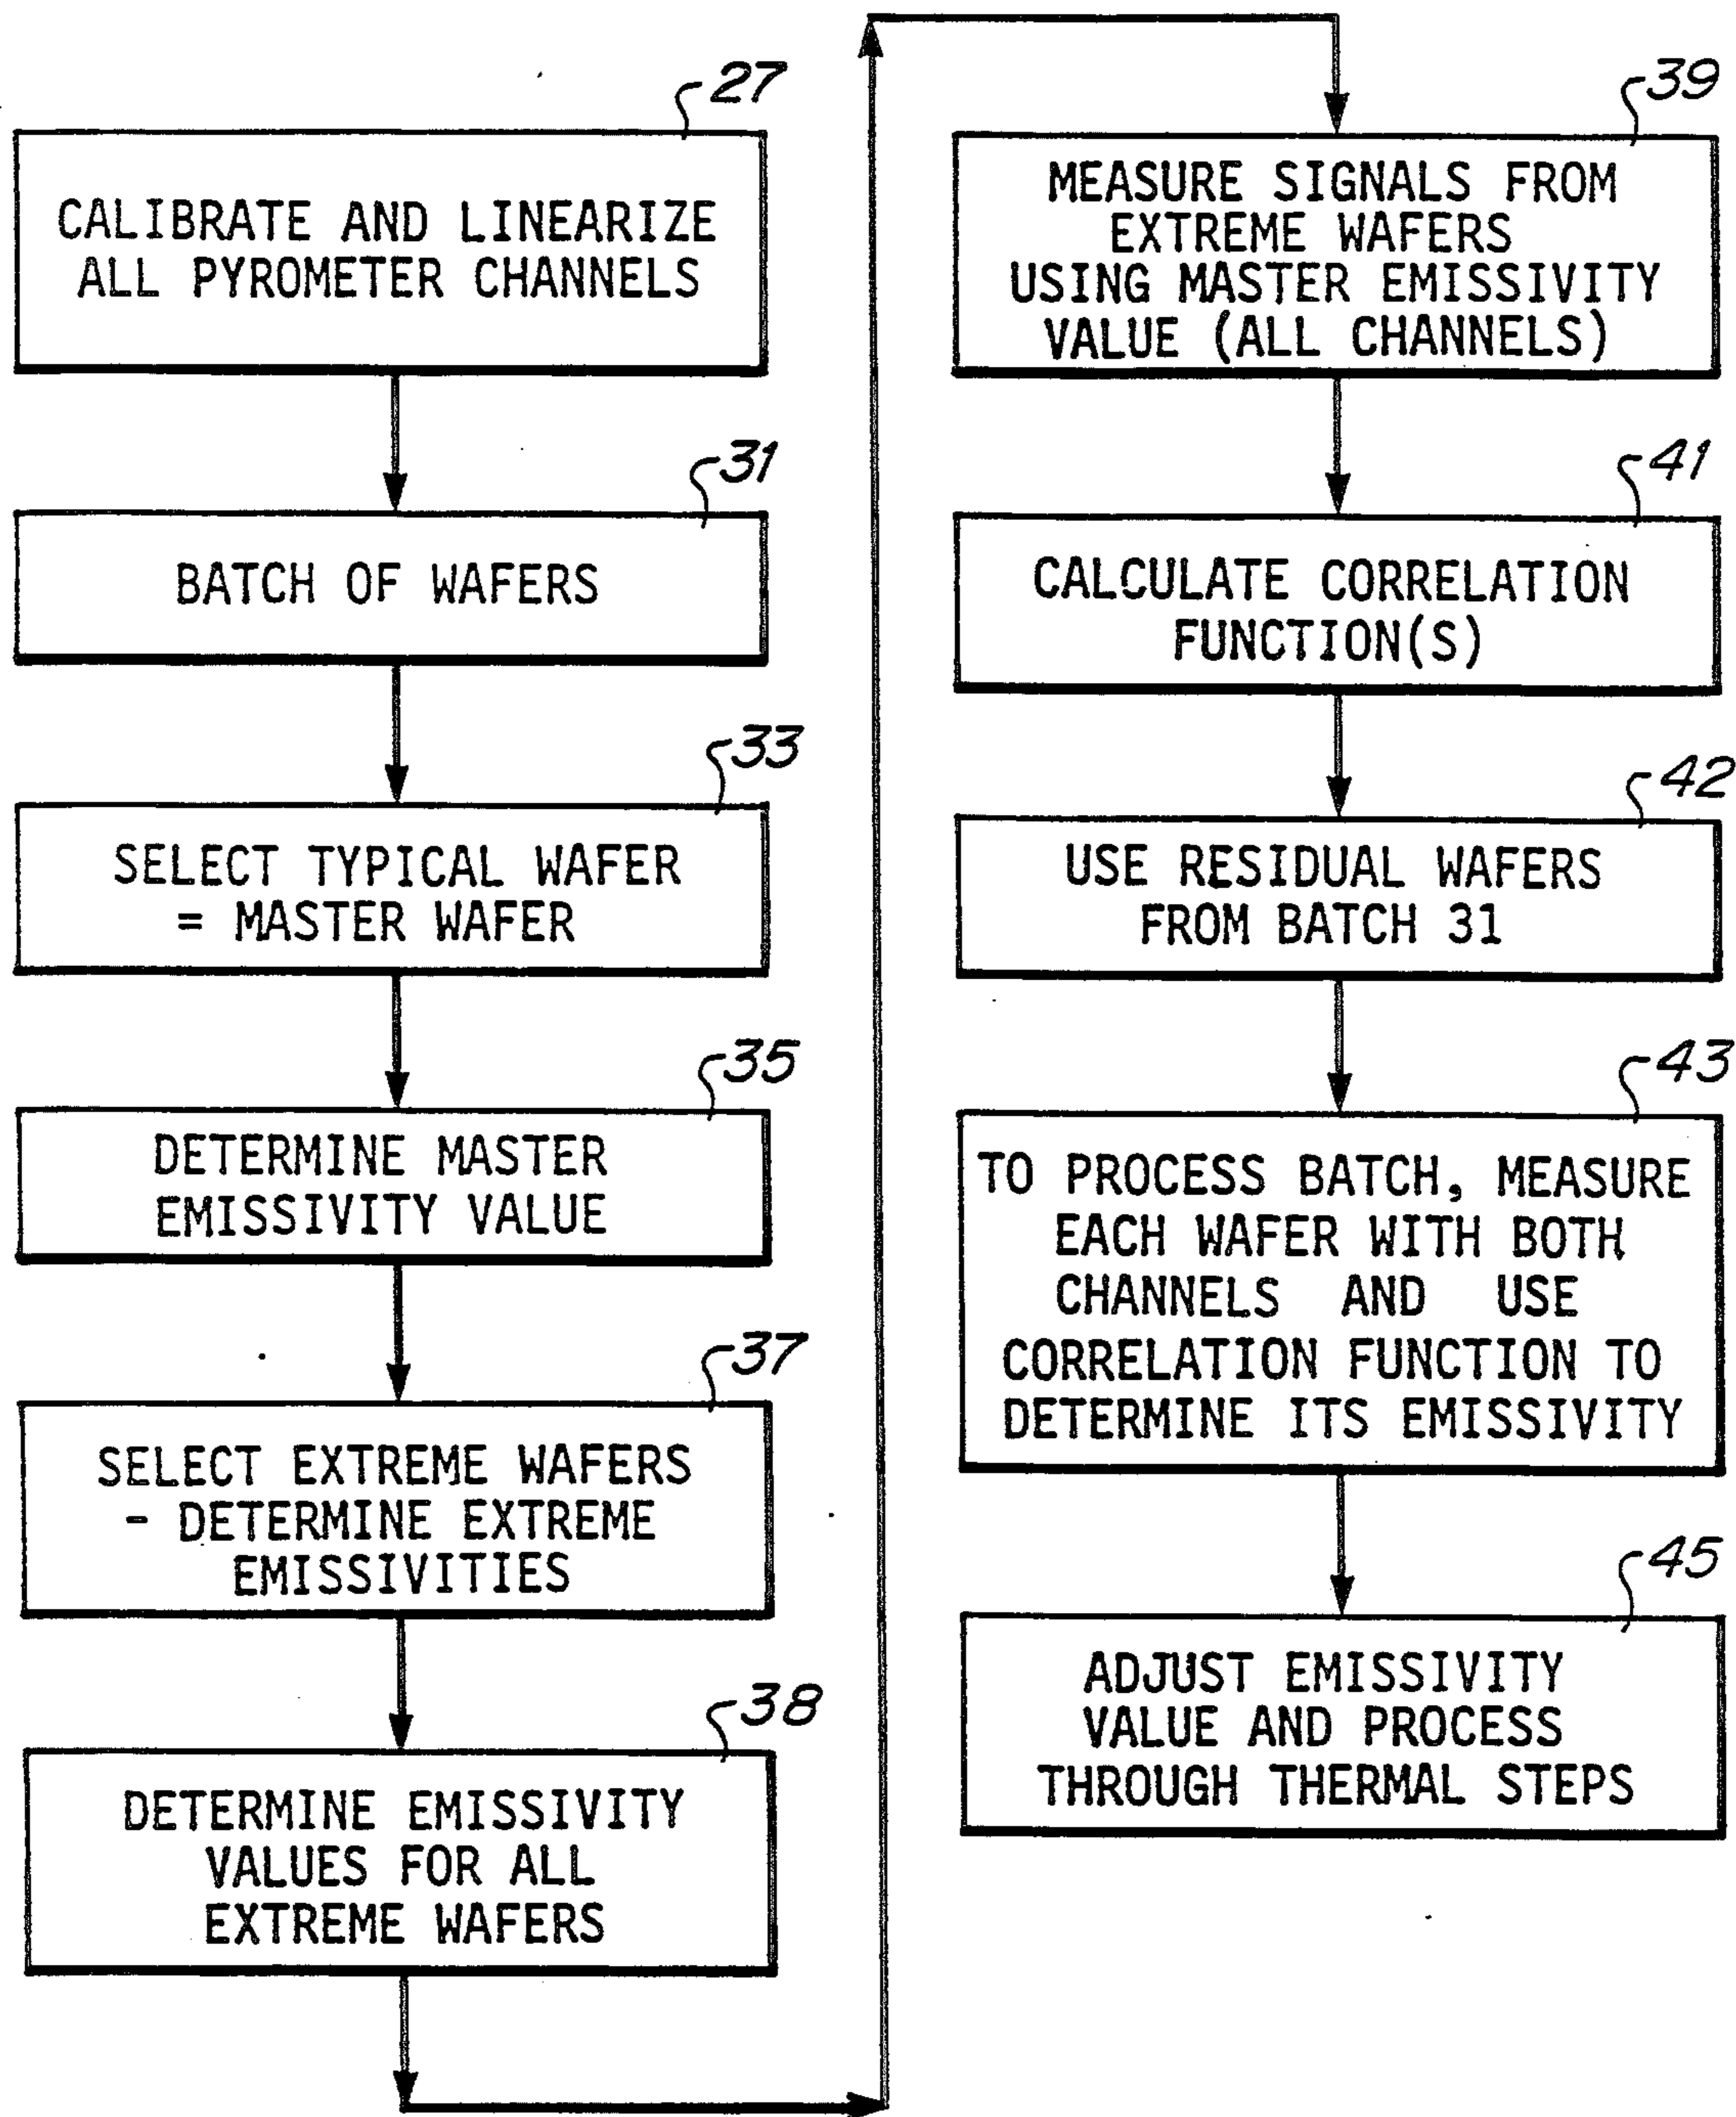 27
CALIBRATE AND LINEARIZE
ALL PYROMETER CHANNELS
31
BATCH OF WAFERS
33
SELECT TYPICAL WAFER
= MASTER WAFER
35
DETERMINE MASTER
EMISSIVITY VALUE
37
SELECT EXTREME WAFERS
- DETERMINE EXTREME
EMISSIVITIES
38
DETERMINE EMISSIVITY
VALUES FOR ALL
EXTREME WAFERS
39
MEASURE SIGNALS FROM
EXTREME WAFERS
USING MASTER EMISSIVITY
VALUE (ALL CHANNELS)
41
CALCULATE CORRELATION
FUNCTION(S)
42
USE RESIDUAL WAFERS
FROM BATCH 31
43
TO PROCESS BATCH, MEASURE
EACH WAFER WITH BOTH
CHANNELS AND USE
CORRELATION FUNCTION TO
DETERMINE ITS EMISSIVITY
45
ADJUST EMISSIVITY
VALUE AND PROCESS
THROUGH THERMAL STEPS